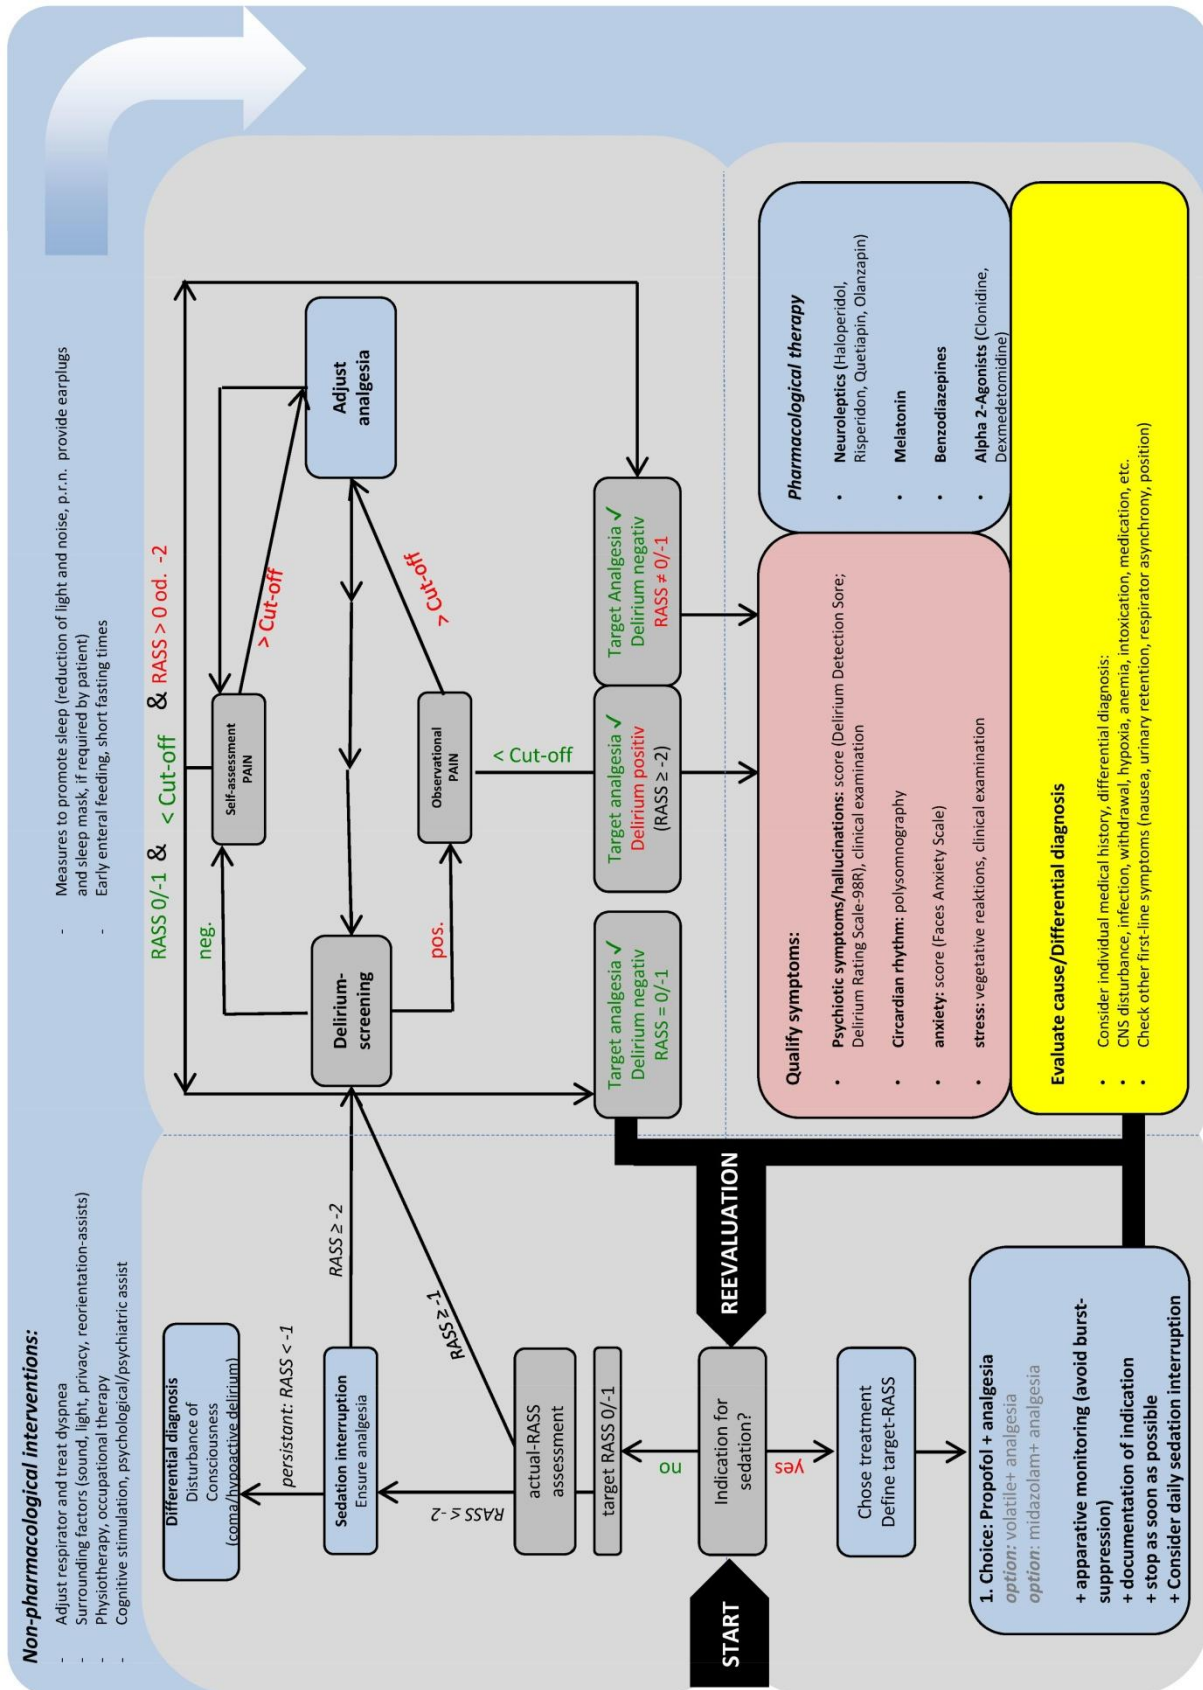 Non-pharmacological interventions:
- Adjust respirator and treat dyspnea
- Surrounding factors (sound, light, privacy, reorientation-assists)
- Physiotherapy, occupational therapy
- Cognitive stimulation, psychological/psychiatric assist
- Measures to promote sleep (reduction of light and noise, p.r.n. provide earplugs
and sleep mask, if required by patient)
- Early enteral feeding, short fasting times
Differential diagnosis
Disturbance of
Consciousness
(coma/hypoactive delirium)
persistant: RASS < -1
Sedation interruption
Ensure analgesia
RASS ≥ -2
RASS ≤ -2
RASS ≥ -1
actual-RASS
assessment
target RASS 0/-1
no
START
Indication for
sedation?
REEVALUATION
yes
Chose treatment
Define target-RASS
1. Choice: Propofol + analgesia
option: volatile+ analgesia
option: midazolam+ analgesia
+ apparative monitoring (avoid burst-
suppression)
+ documentation of indication
+ stop as soon as possible
+ Consider daily sedation interruption
RASS 0/-1 & < Cut-off & RASS > 0 od. -2
neg.
Self-assessment
PAIN
> Cut-off
Delirium-
screening
Adjust
analgesia
pos.
Observational
PAIN
> Cut-off
< Cut-off
Target analgesia ✓
Delirium negativ
RASS = 0/-1
Target analgesia ✓
Delirium positiv
(RASS ≥ -2)
Target Analgesia ✓
Delirium negativ
RASS ≠ 0/-1
Qualify symptoms:
• Psychiotic symptoms/hallucinations: score (Delirium Detection Sore;
Delirium Rating Scale-98R), clinical examination
• Circardian rhythm: polysomnography
• anxiety: score (Faces Anxiety Scale)
• stress: vegetative reaktions, clinical examination
Pharmacological therapy
• Neuroleptics (Haloperidol,
Risperidon, Quetiapin, Olanzapin)
• Melatonin
• Benzodiazepines
• Alpha 2-Agonists (Clonidine,
Dexmedetomidine)
Evaluate cause/Differential diagnosis
• Consider individual medical history, differential diagnosis:
• CNS disturbance, infection, withdrawal, hypoxia, anemia, intoxication, medication, etc.
• Check other first-line symptoms (nausea, urinary retention, respirator asynchrony, position)